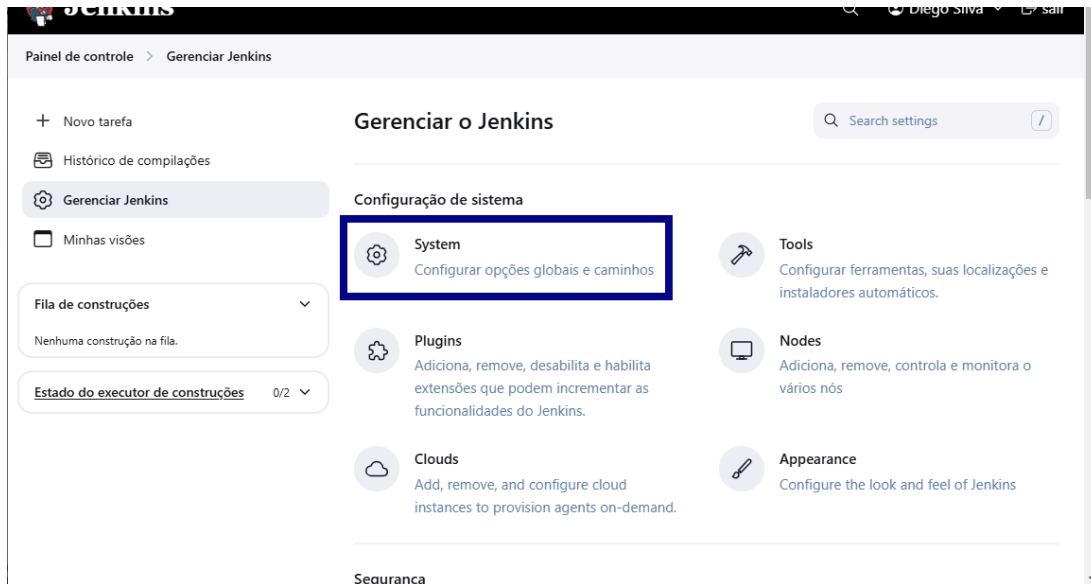 Jenkins
Diego Silva
sair
Painel de controle > Gerenciar Jenkins
Novo tarefa
Histórico de compilações
Gerenciar Jenkins
Minhas visões
Fila de construções
Nenhuma construção na fila.
Estado do executor de construções 0/2
Gerenciar o Jenkins
Search settings /
Configuração de sistema
System
Configurar opções globais e caminhos
Tools
Configurar ferramentas, suas localizações e
instaladores automáticos.
Plugins
Adiciona, remove, desabilita e habilita
extensões que podem incrementar as
funcionalidades do Jenkins.
Nodes
Adiciona, remove, controla e monitora o
vários nós
Clouds
Add, remove, and configure cloud
instances to provision agents on-demand.
Appearance
Configure the look and feel of Jenkins
Segurança